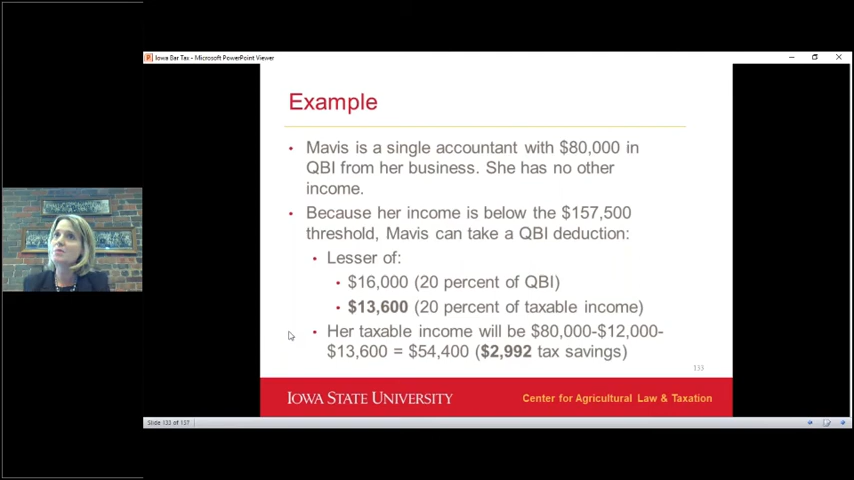 Iowa Bar Tax - Microsoft PowerPoint Viewer
Example
• Mavis is a single accountant with $80,000 in
QBI from her business. She has no other
income.
• Because her income is below the $157,500
threshold, Mavis can take a QBI deduction:
• Lesser of:
• $16,000 (20 percent of QBI)
• $13,600 (20 percent of taxable income)
• Her taxable income will be $80,000-$12,000-
$13,600 = $54,400 ($2,992 tax savings)
133
IOWA STATE UNIVERSITY
Center for Agricultural Law & Taxation
Slide 133 of 157